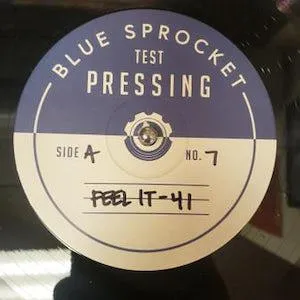 BLUE SPROCKET
TEST
PRESSING
SIDE A NO. 7
FEEL IT-41